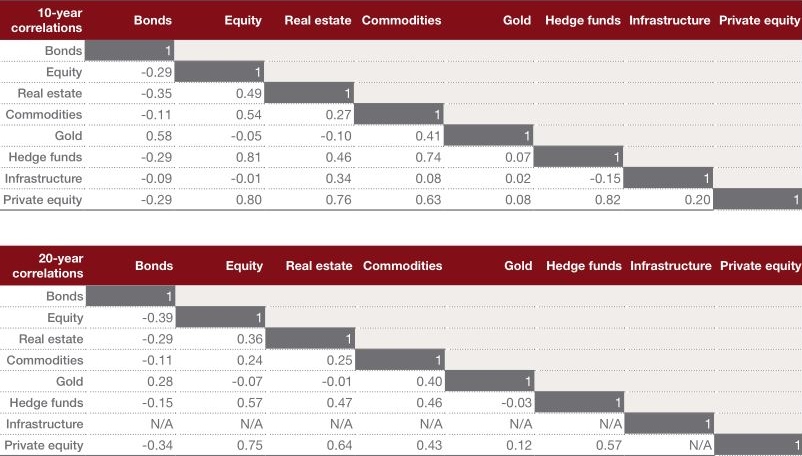 10-year correlations Bonds Equity Real estate Commodities Gold Hedge funds Infrastructure Private equity
Bonds 1
Equity -0.29 1
Real estate -0.35 0.49 1
Commodities -0.11 0.54 0.27 1
Gold 0.58 -0.05 -0.10 0.41 1
Hedge funds -0.29 0.81 0.46 0.74 0.07 1
Infrastructure -0.09 -0.01 0.34 0.08 0.02 -0.15 1
Private equity -0.29 0.80 0.76 0.63 0.08 0.82 0.20 1
20-year correlations Bonds Equity Real estate Commodities Gold Hedge funds Infrastructure Private equity
Bonds 1
Equity -0.39 1
Real estate -0.29 0.36 1
Commodities -0.11 0.24 0.25 1
Gold 0.28 -0.07 -0.01 0.40 1
Hedge funds -0.15 0.57 0.47 0.46 -0.03 1
Infrastructure N/A N/A N/A N/A N/A N/A 1
Private equity -0.34 0.75 0.64 0.43 0.12 0.57 N/A 1